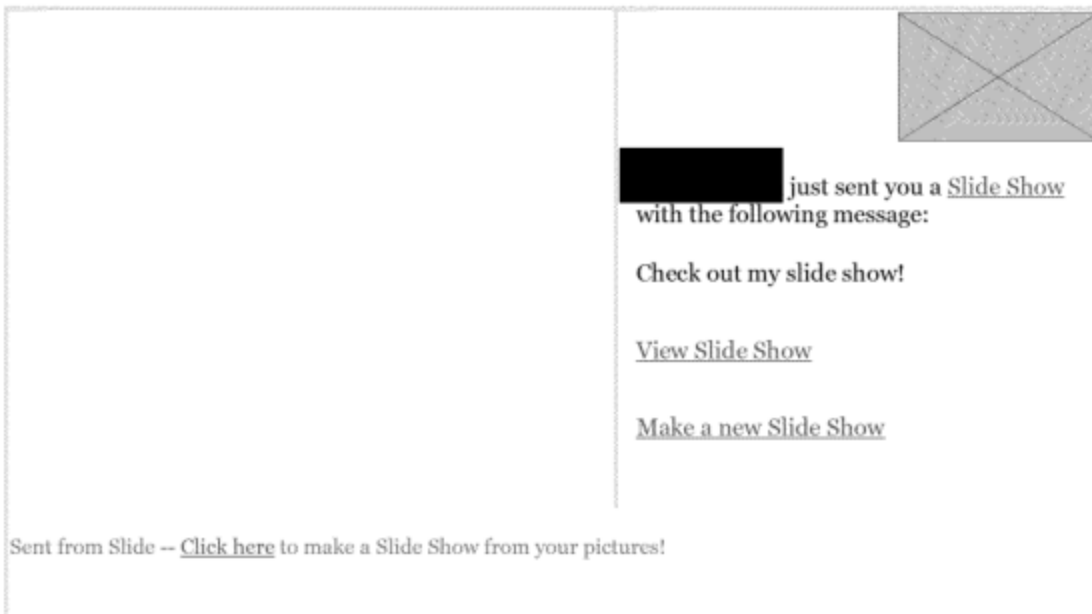 just sent you a Slide Show
with the following message:
Check out my slide show!
View Slide Show
Make a new Slide Show
Sent from Slide -- Click here to make a Slide Show from your pictures!